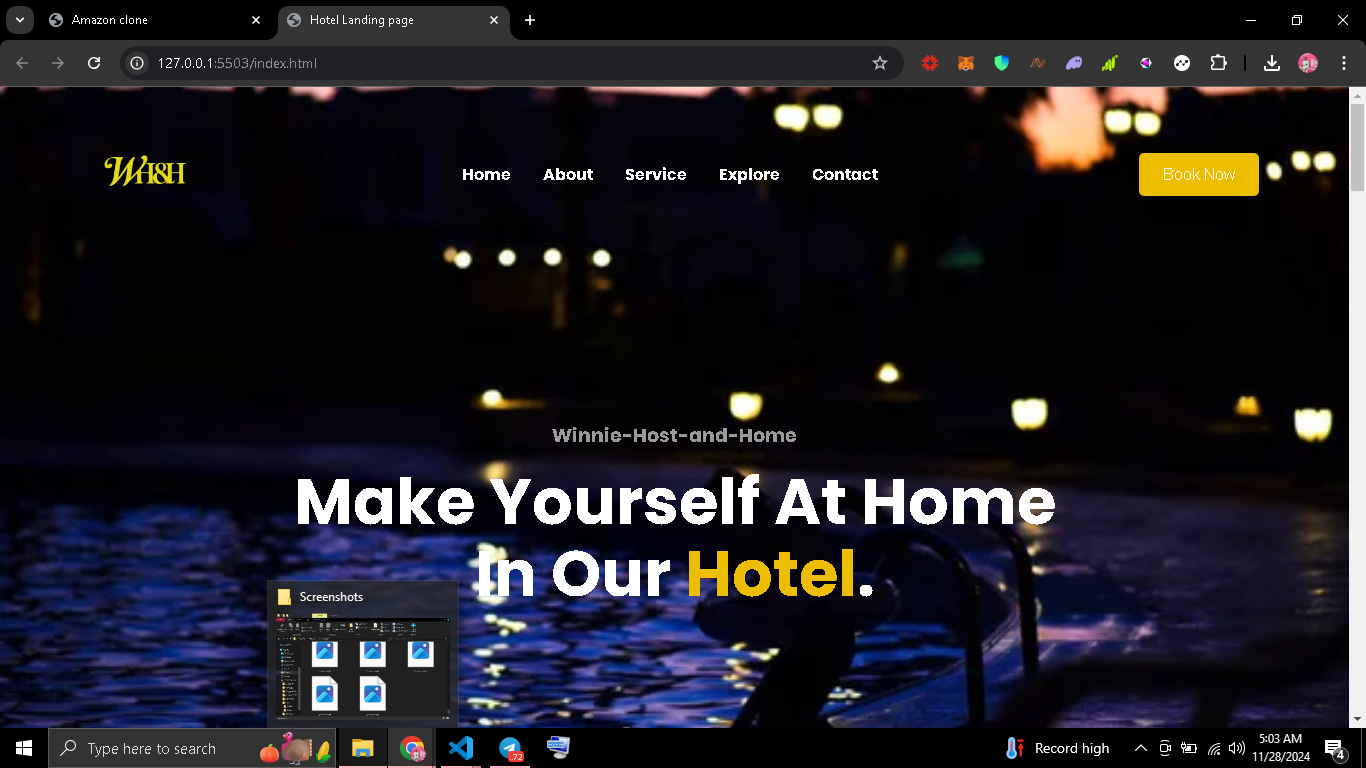 Amazon clone
Hotel Landing page
127.0.0.1:5503/index.html
WH&H
Home About Service Explore Contact
Book Now
Winnie-Host-and-Home
Make Yourself At Home
In Our Hotel.
Screenshots
Type here to search
72
Record high
5:03 AM
11/28/2024
4